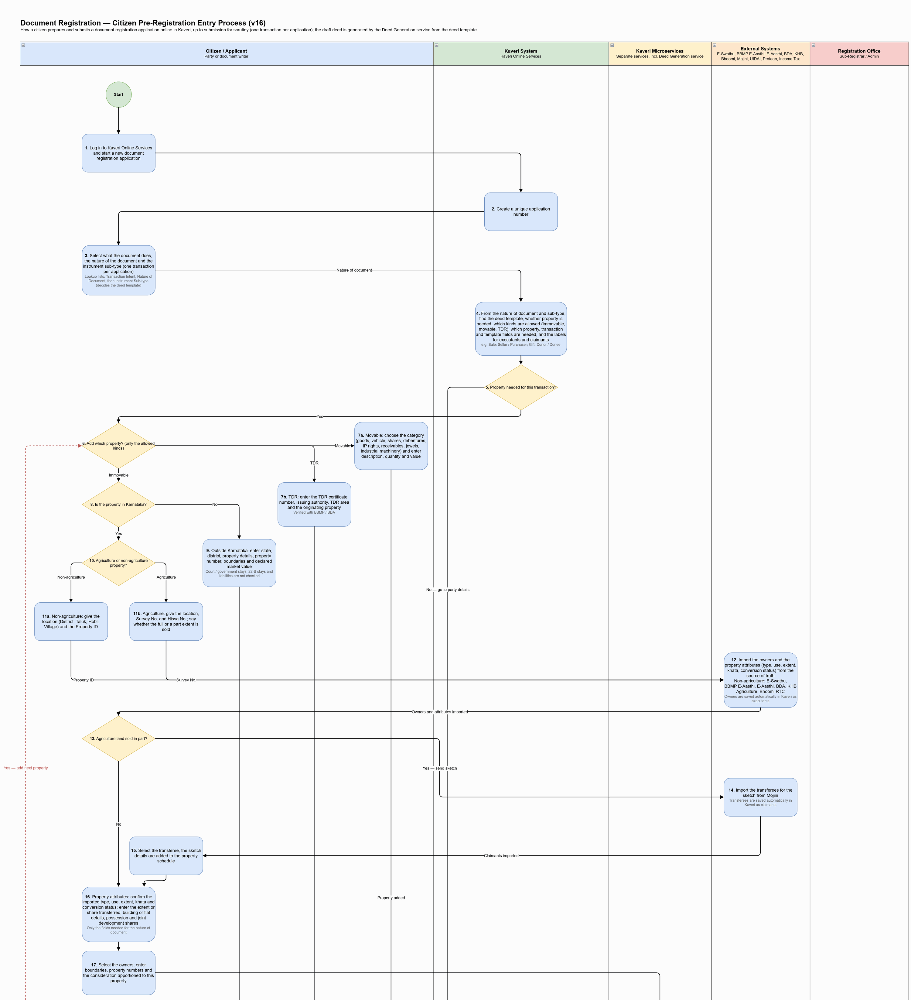 Document Registration — Citizen Pre-Registration Entry Process (v16)
How a citizen prepares and submits a document registration application online in Kaveri, up to submission for scrutiny (one transaction per application); the draft deed is generated by the Deed Generation service from the deed template
Citizen / Applicant
Party or document writer
Kaveri System
Kaveri Online Services
Kaveri Microservices
Separate services, incl. Deed Generation service
External Systems
E-Swathu, BBMP E-Aasthi, E-Aasthi, BDA, KHB,
Bhoomi, Mojini, UIDAI, Protean, Income Tax
Registration Office
Sub-Registrar / Admin
Start
1. Log in to Kaveri Online Services
and start a new document
registration application
2. Create a unique application
number
3. Select what the document does,
the nature of the document and the
instrument sub-type (one transaction
per application)
Lookup lists: Transaction Intent, Nature of
Document, then Instrument Sub-type
(decides the deed template)
Nature of document
4. From the nature of document and sub-type,
find the deed template, whether property is
needed, which kinds are allowed (immovable,
movable, TDR), which property, transaction
and template fields are needed, and the labels
for executants and claimants
e.g. Sale: Seller / Purchaser; Gift: Donor / Donee
5. Property needed for this transaction?
Yes
6. Add which property? (only the allowed
kinds)
Movable
7a. Movable: choose the category
(goods, vehicle, shares, debentures,
IP rights, receivables, jewels,
industrial machinery) and enter
description, quantity and value
TDR
Immovable
7b. TDR: enter the TDR certificate
number, issuing authority, TDR area
and the originating property
Verified with BBMP / BDA
8. Is the property in Karnataka?
No
Yes
9. Outside Karnataka: enter state,
district, property details, property
number, boundaries and declared
market value
Court / government stays, 22-B stays and
liabilities are not checked
10. Agriculture or non-agriculture
property?
Non-agriculture
Agriculture
No — go to party details
11a. Non-agriculture: give the
location (District, Taluk, Hobli,
Village) and the Property ID
11b. Agriculture: give the location,
Survey No. and Hissa No.; say
whether the full or a part extent is
sold
Property ID
Survey No.
12. Import the owners and the
property attributes (type, use, extent,
khata, conversion status) from the
source of truth
Non-agriculture: E-Swathu,
BBMP E-Aasthi, E-Aasthi, BDA, KHB
Agriculture: Bhoomi RTC
Owners are saved automatically in Kaveri as
executants
Owners and attributes imported
13. Agriculture land sold in part?
Yes — add next property
Yes — send sketch
14. Import the transferees for the
sketch from Mojini
Transferees are saved automatically in
Kaveri as claimants
No
15. Select the transferee; the sketch
details are added to the property
schedule
Claimants imported
Property added
16. Property attributes: confirm the
imported type, use, extent, khata and
conversion status; enter the extent or
share transferred, building or flat
details, possession and joint
development shares
Only the fields needed for the nature of
document
17. Select the owners; enter
boundaries, property numbers and
the consideration apportioned to this
property